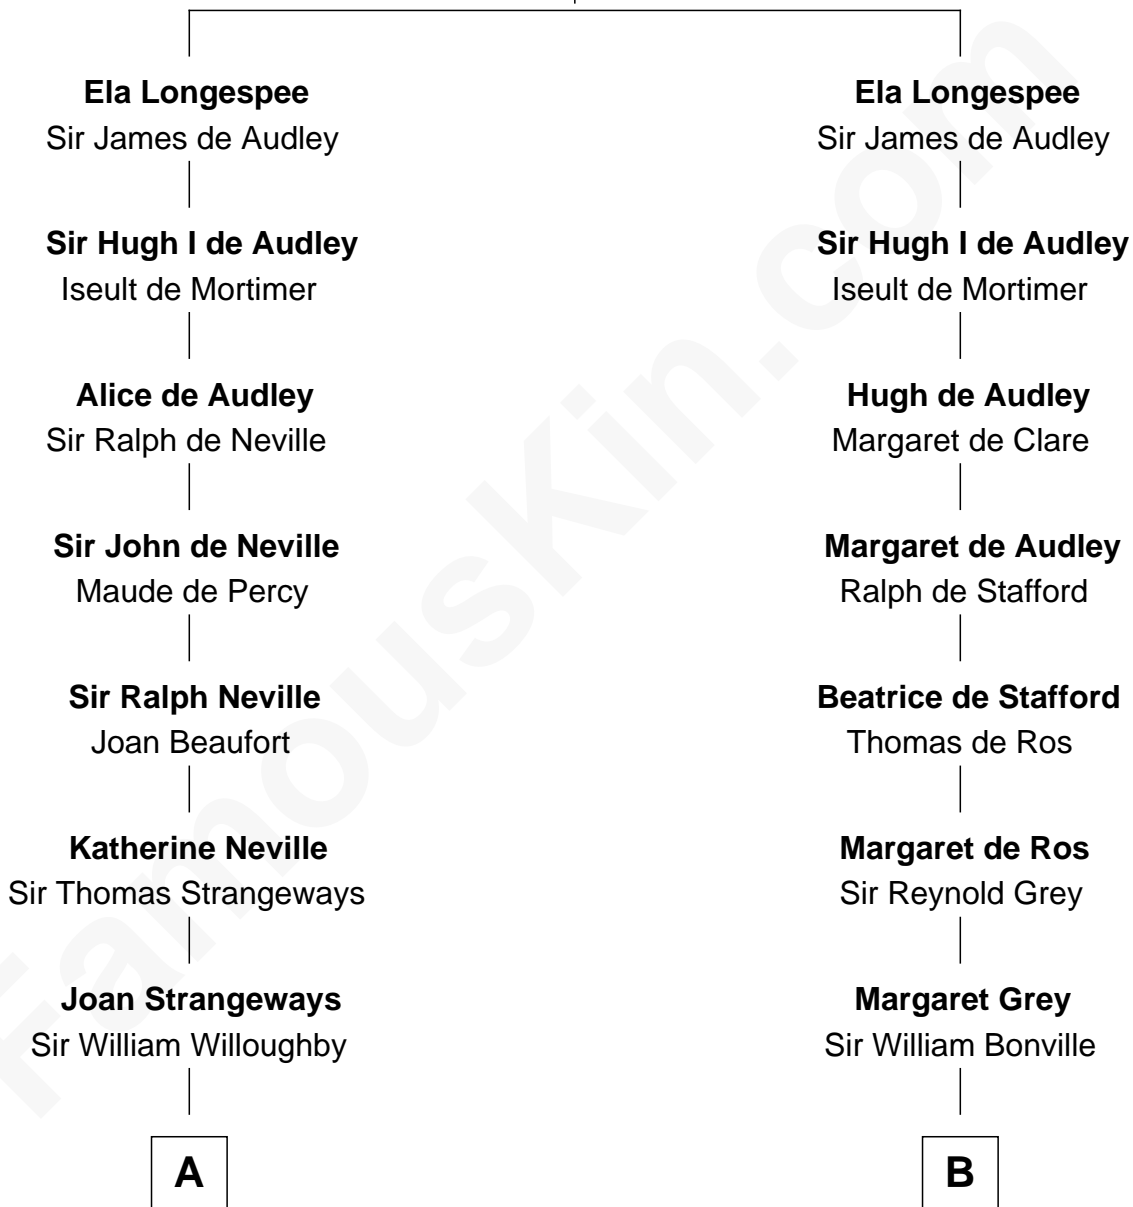 Ela Longespee
Sir James de Audley
Sir Hugh I de Audley
Iseult de Mortimer
Alice de Audley
Sir Ralph de Neville
Sir John de Neville
Maude de Percy
Sir Ralph Neville
Joan Beaufort
Katherine Neville
Sir Thomas Strangeways
Joan Strangeways
Sir William Willoughby
A
Ela Longespee
Sir James de Audley
Sir Hugh I de Audley
Iseult de Mortimer
Hugh de Audley
Margaret de Clare
Margaret de Audley
Ralph de Stafford
Beatrice de Stafford
Thomas de Ros
Margaret de Ros
Sir Reynold Grey
Margaret Grey
Sir William Bonville
B
FamousKin.com